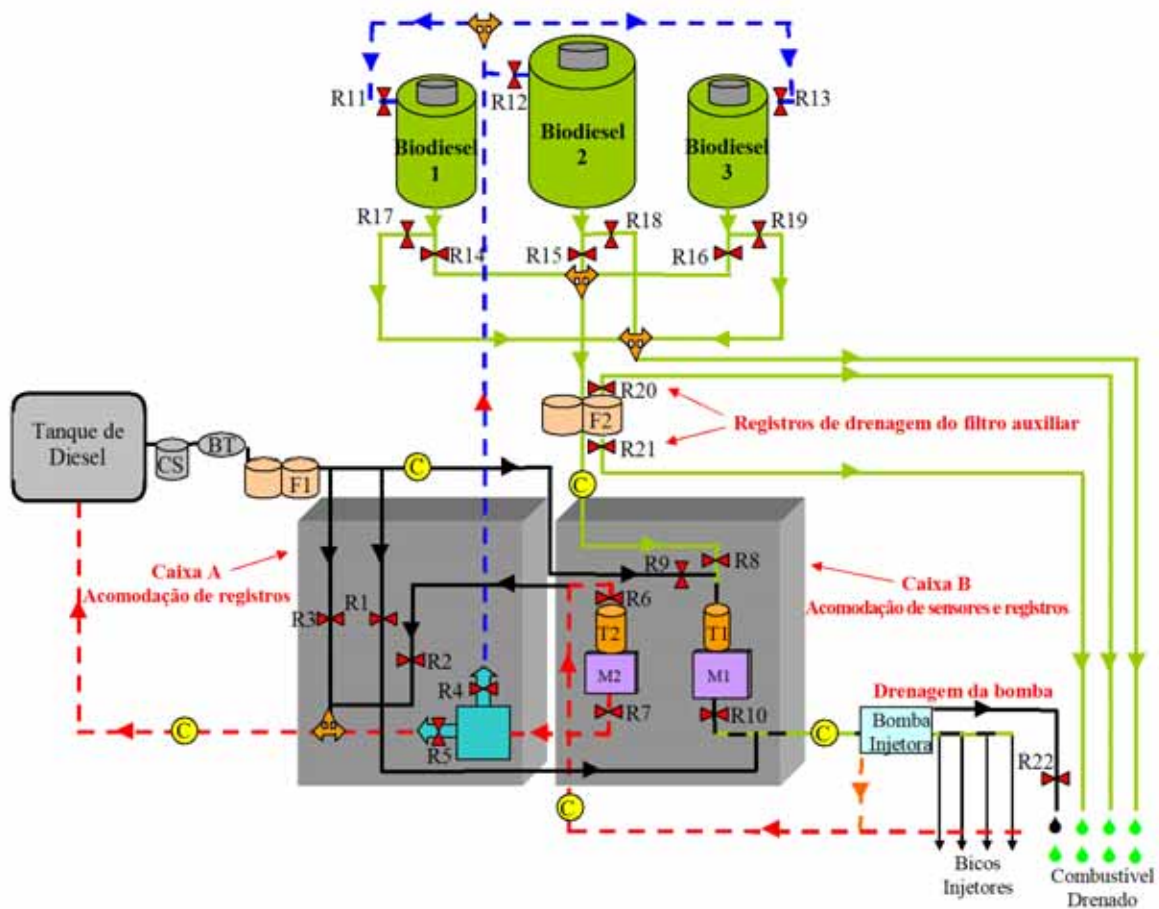 R11
R12
R13
Biodiesel
1
Biodiesel
2
Biodiesel
3
R17
R14
R15
R18
R16
R19
R20
F2
R21
Registros de drenagem do filtro auxiliar
Tanque de
Diesel
CS
BT
F1
C
C
Caixa A
Acomodação de registros
Caixa B
Acomodação de sensores e registros
R3
R1
R2
R4
R5
R9
R8
R6
T2
T1
M2
M1
R7
R10
C
C
C
Drenagem da bomba
Bomba
Injetora
R22
Bicos
Injetores
Combustível
Drenado